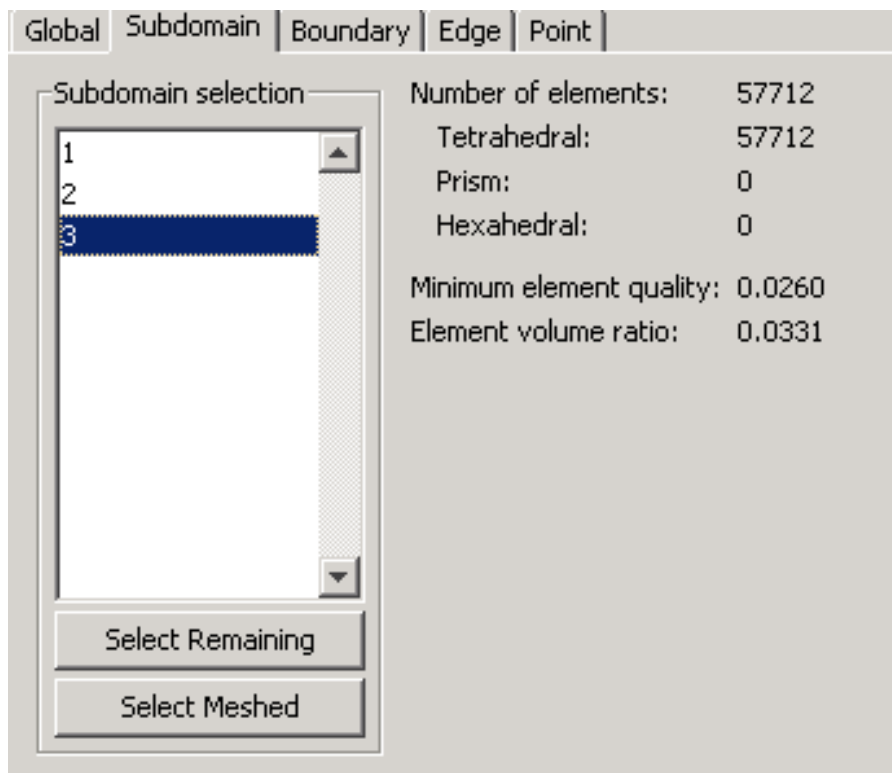 Global Subdomain Boundary Edge Point
Subdomain selection
1
2
3
Select Remaining
Select Meshed
Number of elements: 57712
Tetrahedral: 57712
Prism: 0
Hexahedral: 0
Minimum element quality: 0.0260
Element volume ratio: 0.0331